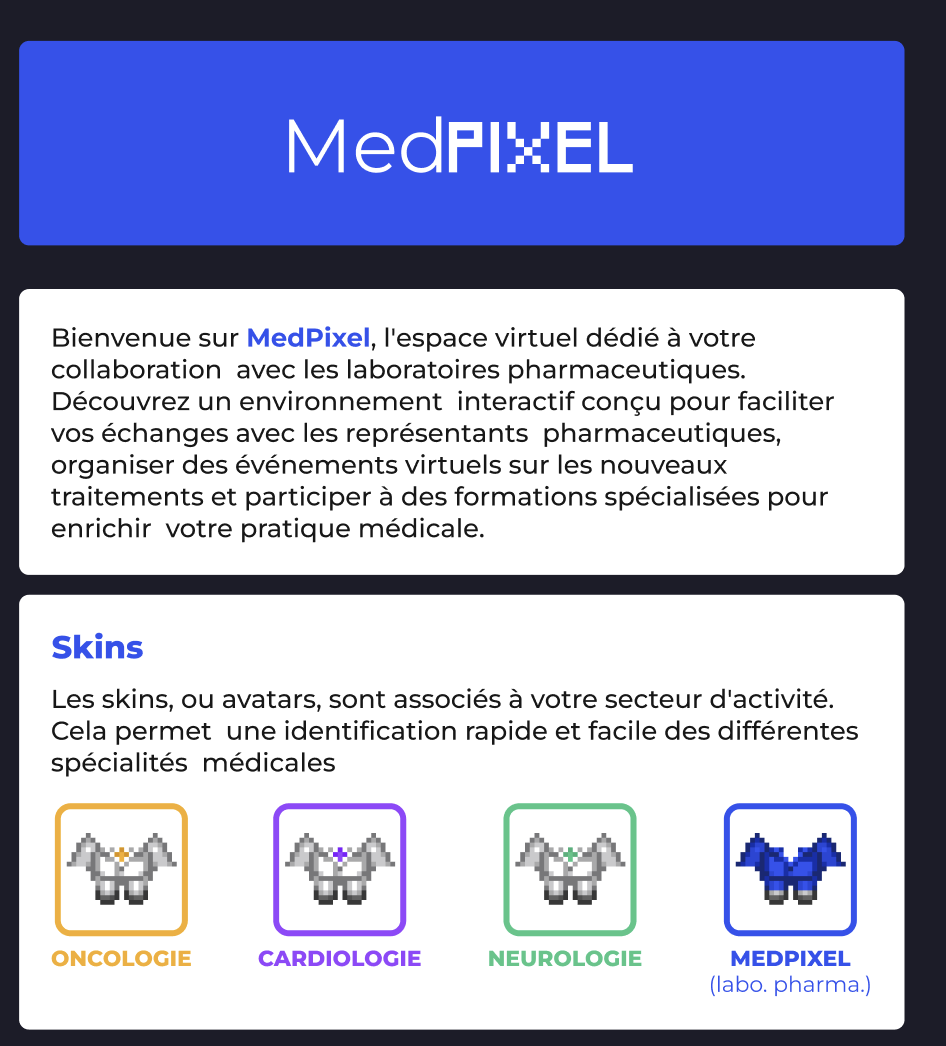 MedPIXEL
Bienvenue sur MedPixel, l'espace virtuel dédié à votre
collaboration  avec les laboratoires pharmaceutiques.
Découvrez un environnement  interactif conçu pour faciliter
vos échanges avec les représentants  pharmaceutiques,
organiser des événements virtuels sur les nouveaux
traitements et participer à des formations spécialisées pour
enrichir  votre pratique médicale.
Skins
Les skins, ou avatars, sont associés à votre secteur d'activité.
Cela permet  une identification rapide et facile des différentes
spécialités  médicales
ONCOLOGIE
CARDIOLOGIE
NEUROLOGIE
MEDPIXEL
(labo. pharma.)